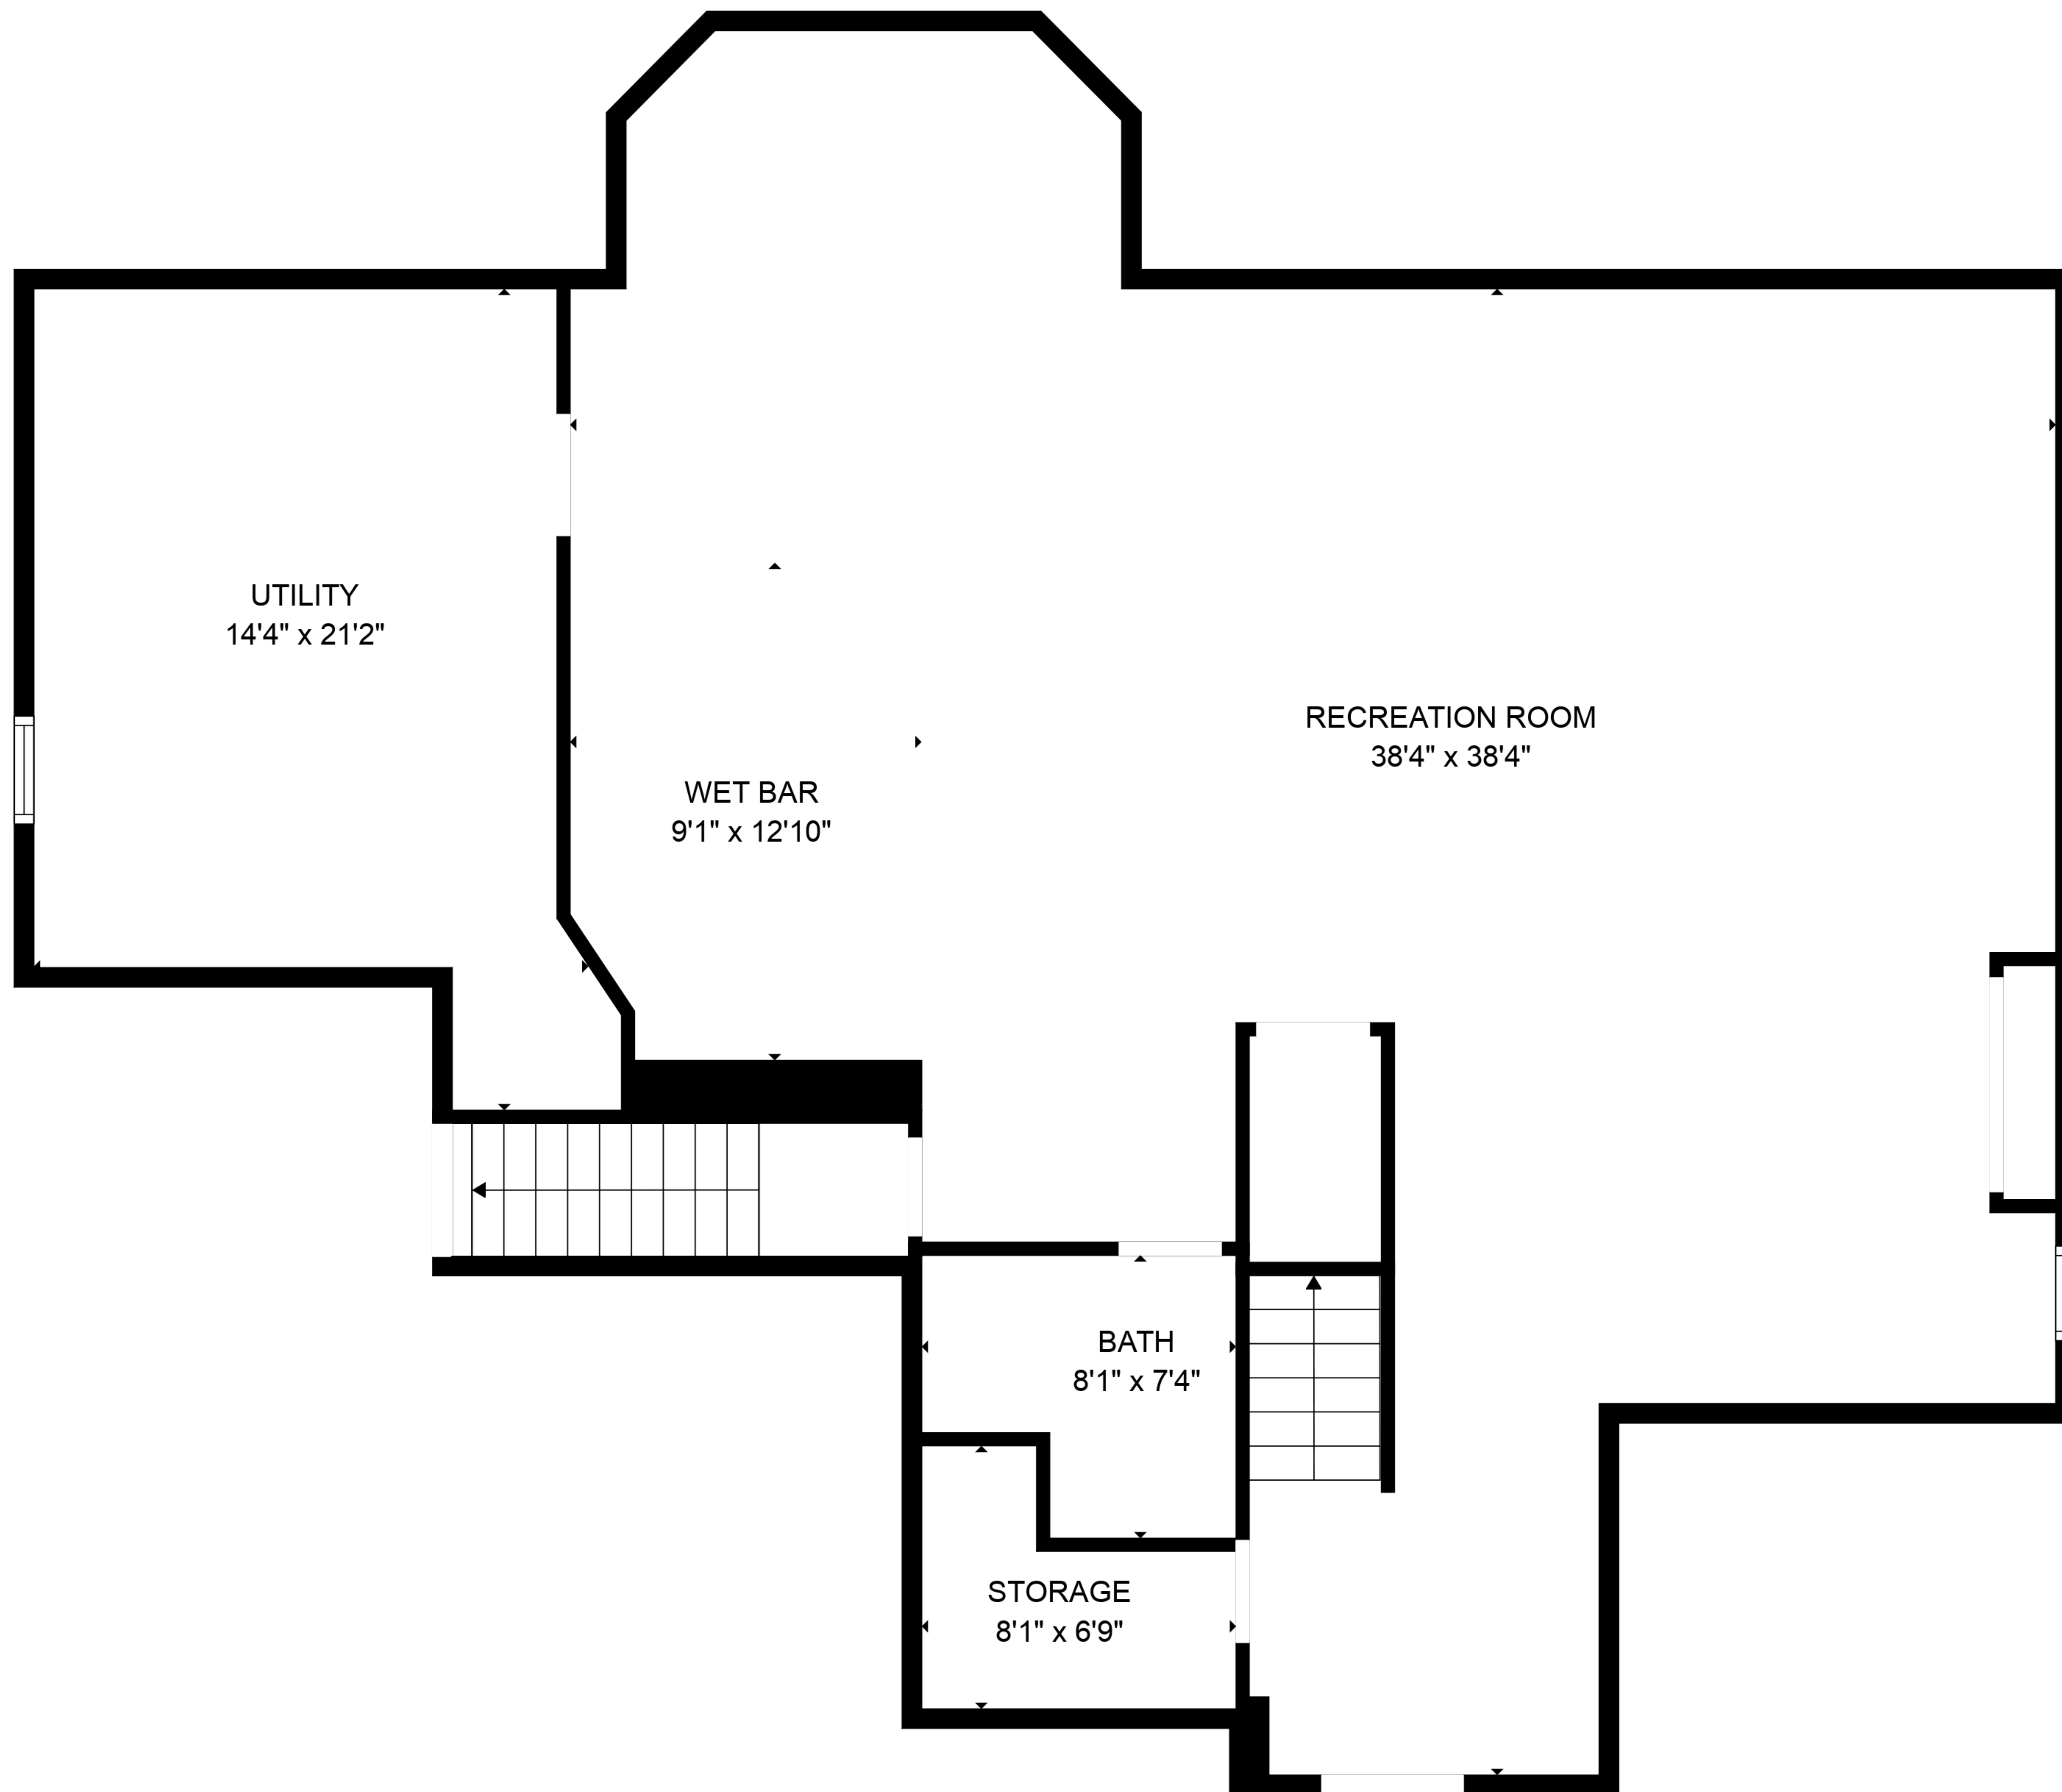 UTILITY
14'4" x 21'2"
RECREATION ROOM
38'4" x 38'4"
WET BAR
9'1" x 12'10"
BATH
8'1" x 7'4"
STORAGE
8'1" x 6'9"